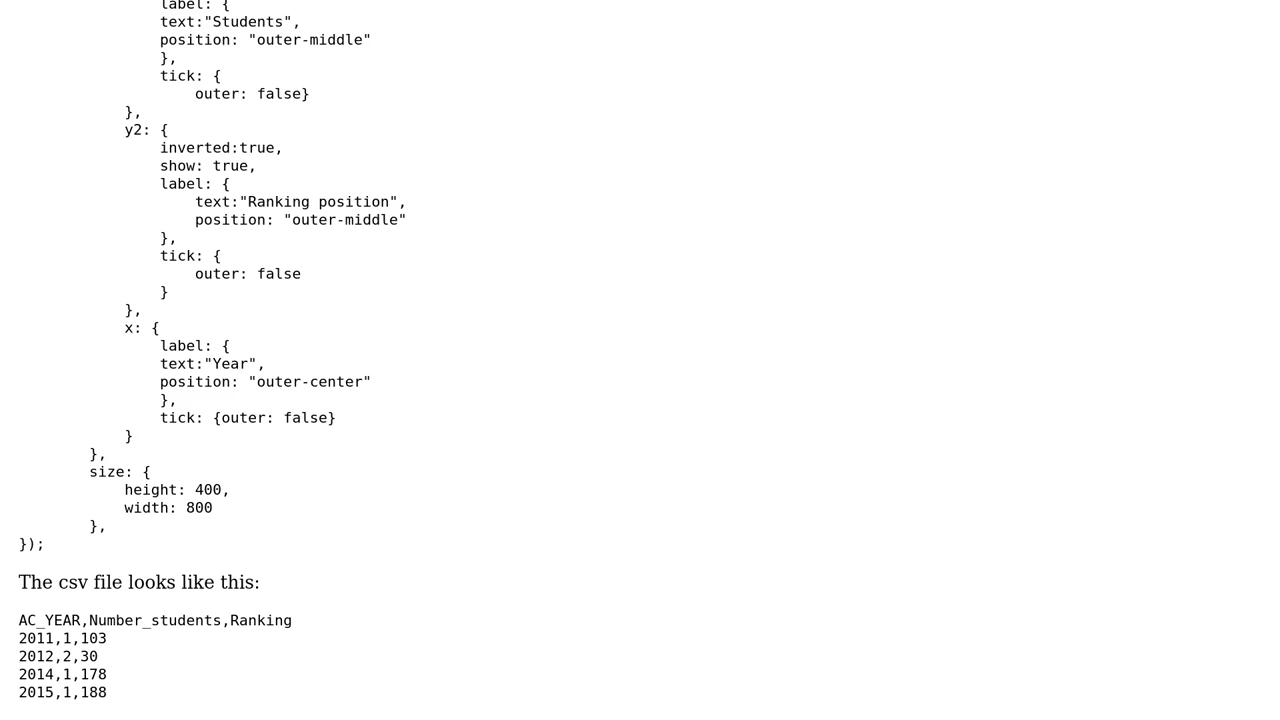 label: {
text:"Students",
position: "outer-middle"
},
tick: {
outer: false}
},
y2: {
inverted:true,
show: true,
label: {
text:"Ranking position",
position: "outer-middle"
},
tick: {
outer: false
}
},
x: {
label: {
text:"Year",
position: "outer-center"
},
tick: {outer: false}
}
},
size: {
height: 400,
width: 800
},
});
The csv file looks like this:
AC_YEAR,Number_students,Ranking
2011,1,103
2012,2,30
2014,1,178
2015,1,188